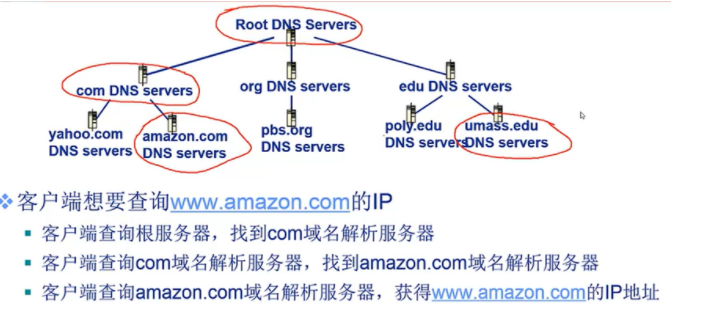 Root DNS Servers
com DNS servers
org DNS servers
edu DNS servers
yahoo.com
DNS servers
amazon.com
DNS servers
pbs.org
DNS servers
poly.edu
DNS servers
umass.edu
DNS servers
客户端想要查询www.amazon.com的IP
客户端查询根服务器，找到com域名解析服务器
客户端查询com域名解析服务器，找到amazon.com域名解析服务器
客户端查询amazon.com域名解析服务器，获得www.amazon.com的IP地址